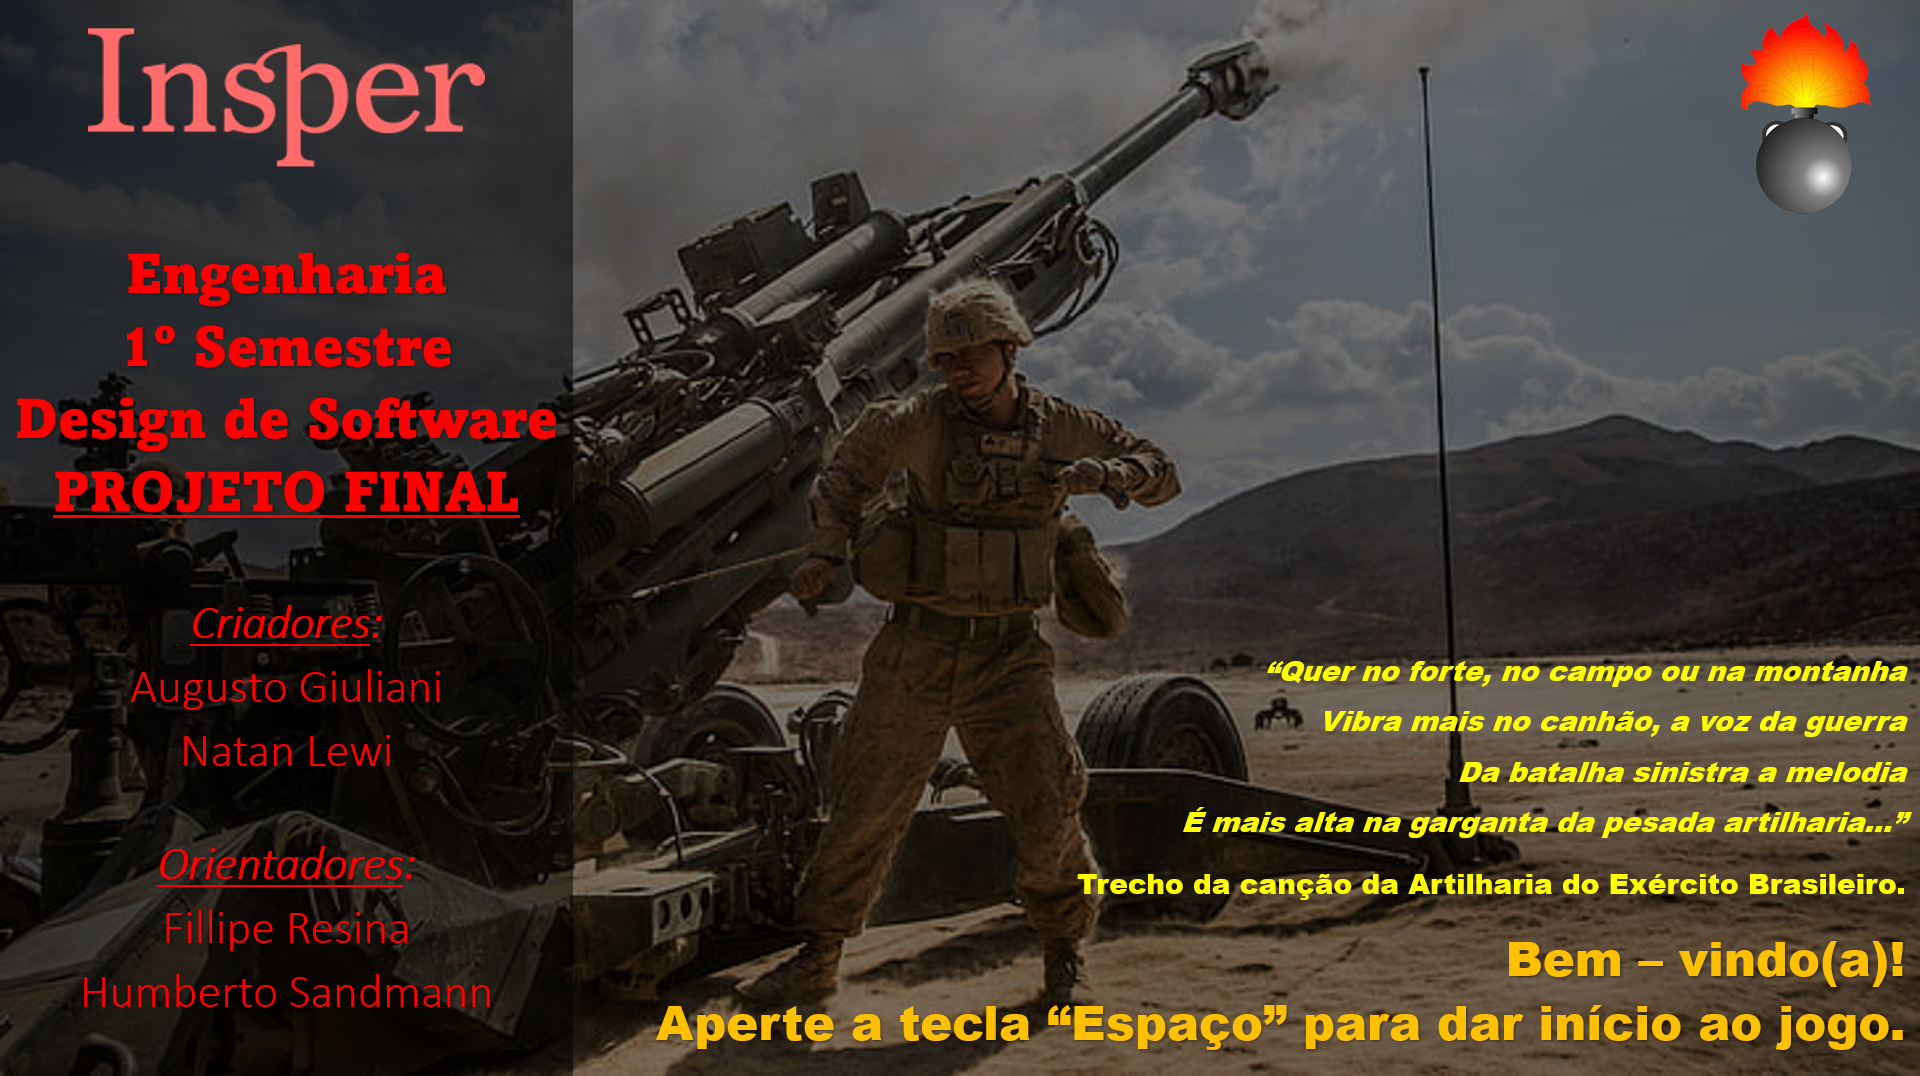 Insper
Engenharia
1º Semestre
Design de Software
PROJETO FINAL
Criadores:
Augusto Giuliani
Natan Lewi
Orientadores:
Fillipe Resina
Humberto Sandmann
“Quer no forte, no campo ou na montanha
Vibra mais no canhão, a voz da guerra
Da batalha sinistra a melodia
É mais alta na garganta da pesada artilharia...”
Trecho da canção da Artilharia do Exército Brasileiro.
Bem – vindo(a)!
Aperte a tecla “Espaço” para dar início ao jogo.